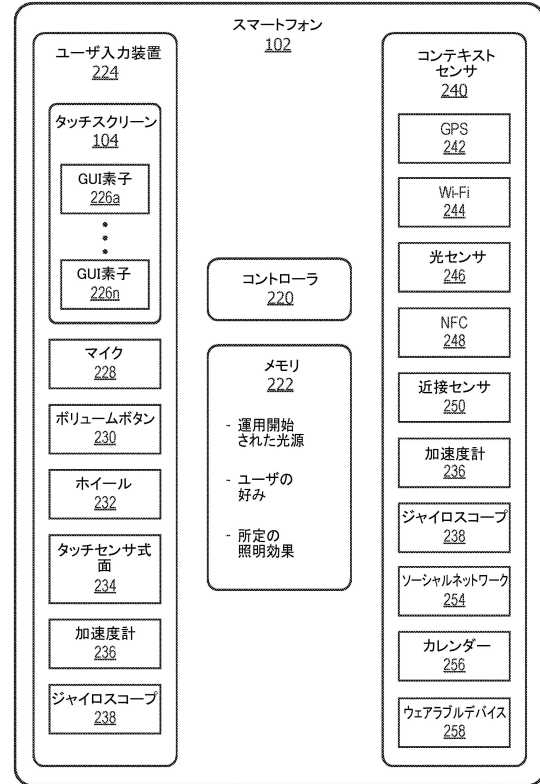 スマートフォン
102
ユーザ入力装置
224
タッチスクリーン
104
GUI素子
226a
GUI素子
226n
マイク
228
ボリュームボタン
230
ホイール
232
タッチセンサ式
面
234
加速度計
236
ジャイロスコープ
238
コントローラ
220
メモリ
222
- 運用開始
された光源
- ユーザの
好み
- 所定の
照明効果
コンテキスト
センサ
240
GPS
242
Wi-Fi
244
光センサ
246
NFC
248
近接センサ
250
加速度計
236
ジャイロスコープ
238
ソーシャルネットワーク
254
カレンダー
256
ウェアラブルデバイス
258